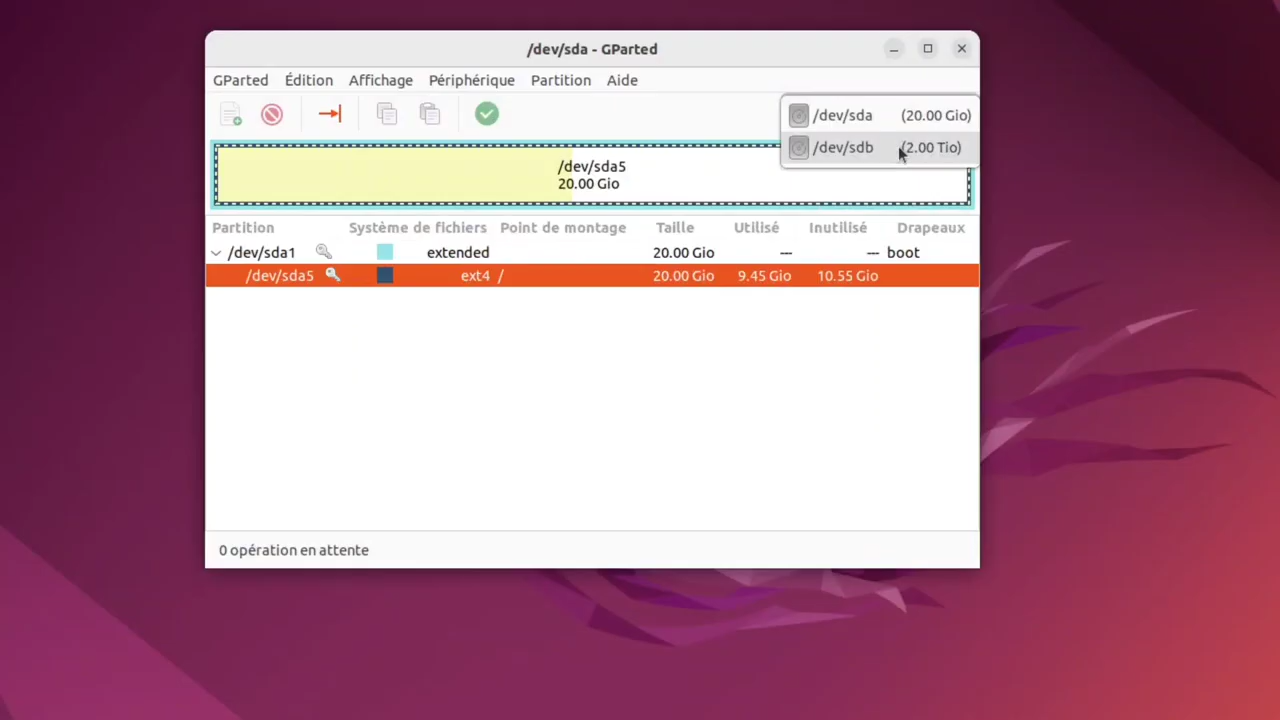 /dev/sda - GParted
GParted Édition Affichage Périphérique Partition Aide
/dev/sda (20.00 Gio)
/dev/sdb (2.00 Tio)
/dev/sda5
20.00 Gio
Partition Système de fichiers Point de montage Taille Utilisé Inutilisé Drapeaux
/dev/sda1 extended 20.00 Gio --- --- boot
/dev/sda5 ext4 / 20.00 Gio 9.45 Gio 10.55 Gio
0 opération en attente